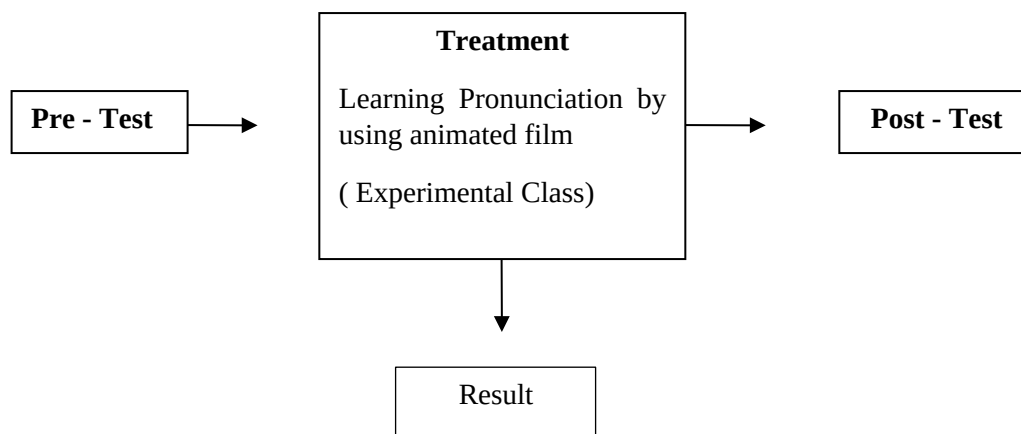 Treatment
Learning Pronunciation by
using animated film
( Experimental Class)
Pre - Test
Post - Test
Result